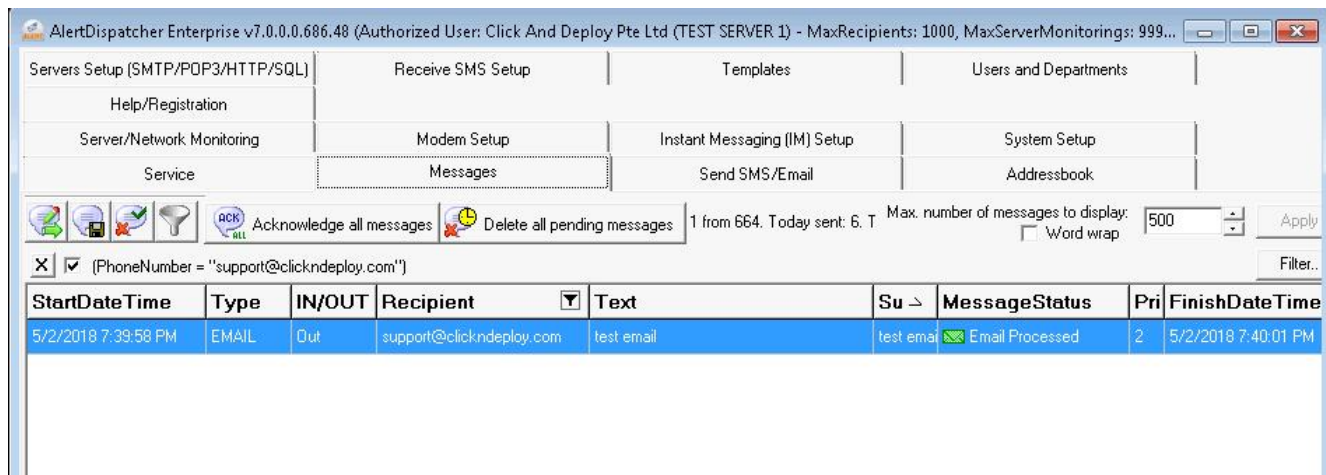 AlertDispatcher Enterprise v7.0.0.0.686.48 (Authorized User: Click And Deploy Pte Ltd (TEST SERVER 1) - MaxRecipients: 1000, MaxServerMonitorings: 999...
Servers Setup (SMTP/POP3/HTTP/SQL) Receive SMS Setup Templates Users and Departments
Help/Registration
Server/Network Monitoring Modem Setup Instant Messaging (IM) Setup System Setup
Service Messages Send SMS/Email Addressbook
ACK ALL Acknowledge all messages Delete all pending messages 1 from 664. Today sent: 6. T Max. number of messages to display: 500 Apply
Word wrap
X (PhoneNumber = "support@clickndeploy.com") Filter..
StartDateTime Type IN/OUT Recipient Text Su MessageStatus Pri FinishDateTime
5/2/2018 7:39:58 PM EMAIL Out support@clickndeploy.com test email test emai Email Processed 2 5/2/2018 7:40:01 PM